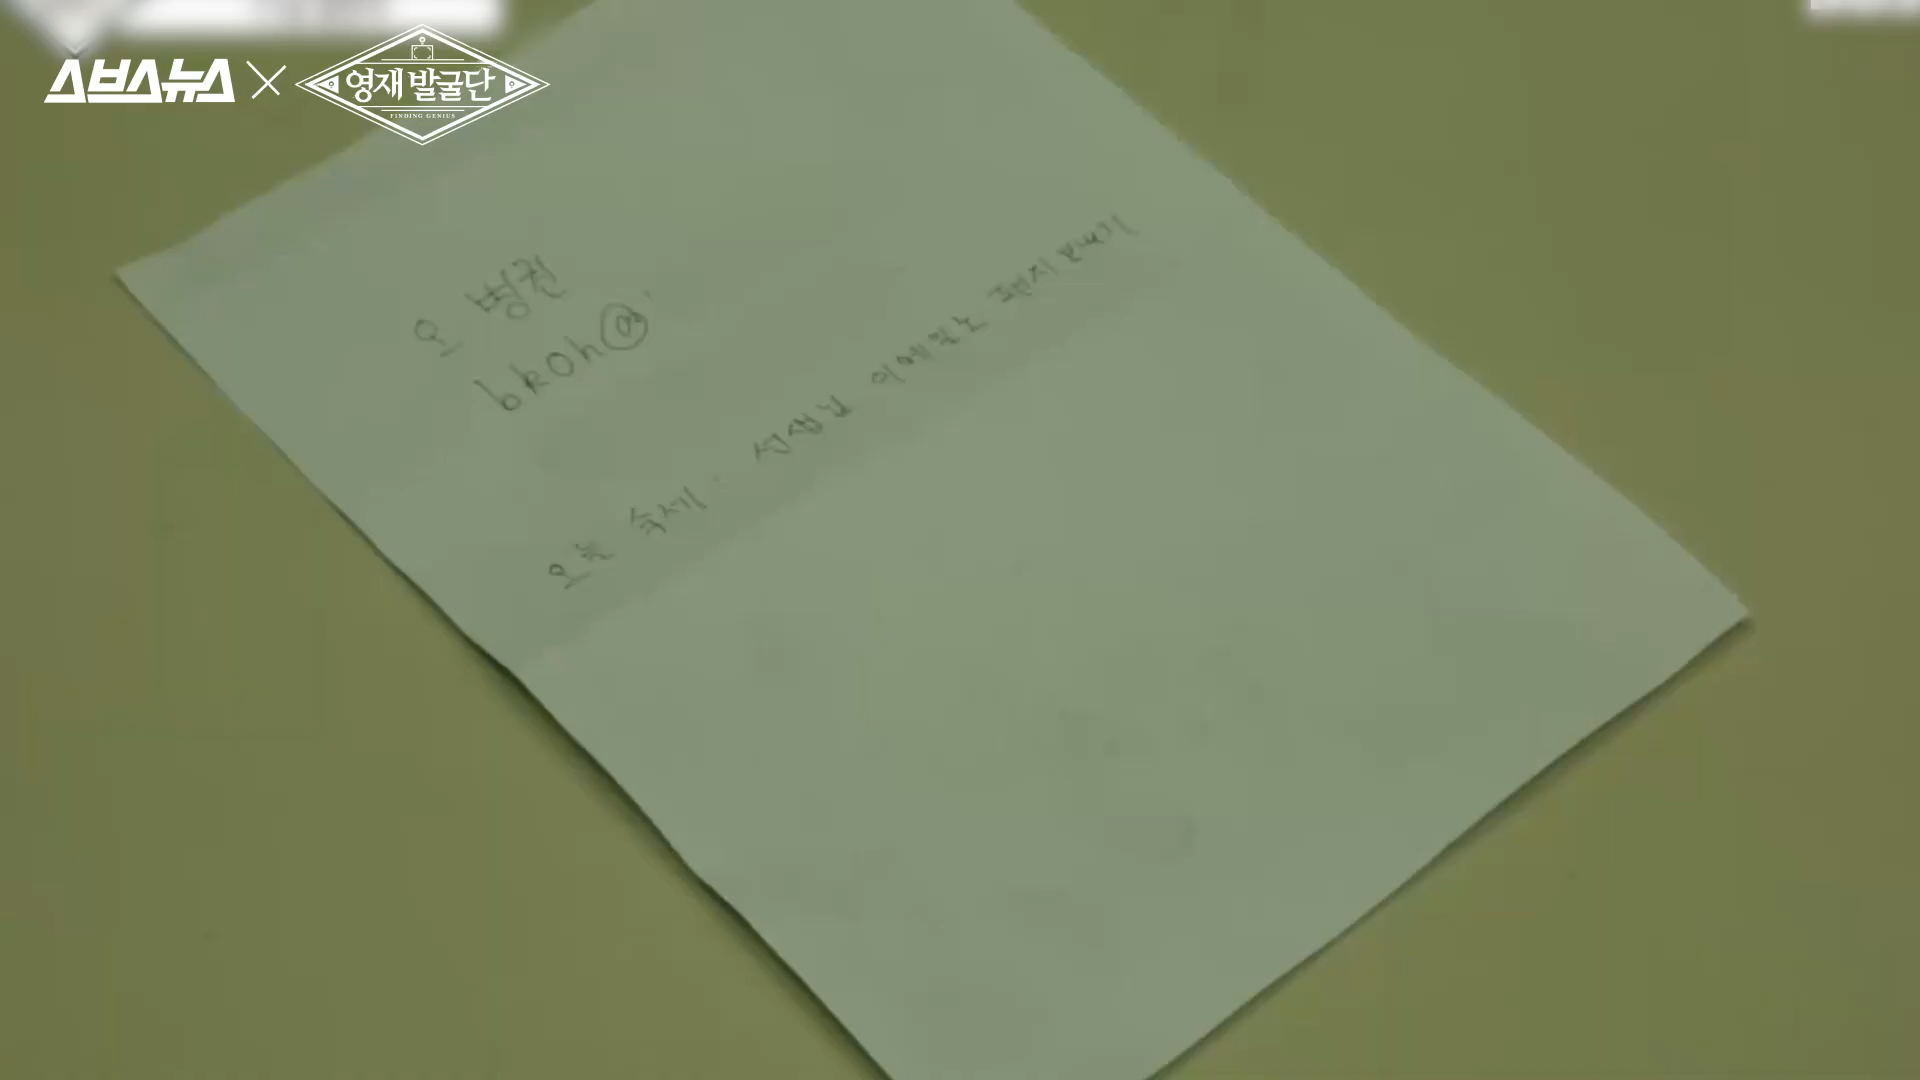 스브스뉴스
영재 발굴단
FINDING GENIUS
오 병권
bkoh@
오늘 숙제 : 선생님 이메일로 편지 보내기